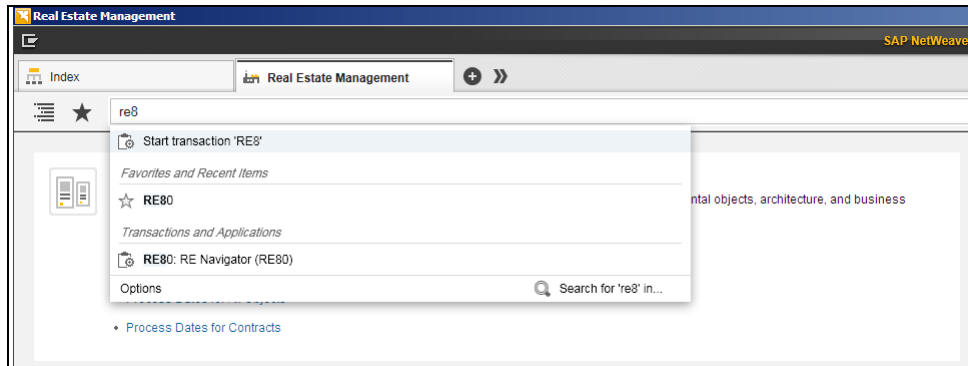 Real Estate Management
SAP NetWeave
Index
Real Estate Management
re8
Start transaction 'RE8'
Favorites and Recent Items
RE80
ntal objects, architecture, and business
Transactions and Applications
RE80: RE Navigator (RE80)
Options
Search for 're8' in...
Process Dates for Contracts